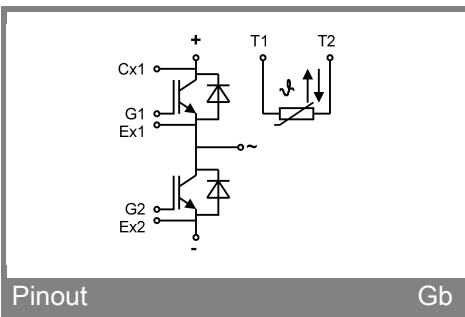 +
T1 T2
Cx1
ϑ
G1
Ex1
~
G2
Ex2
-
Pinout Gb